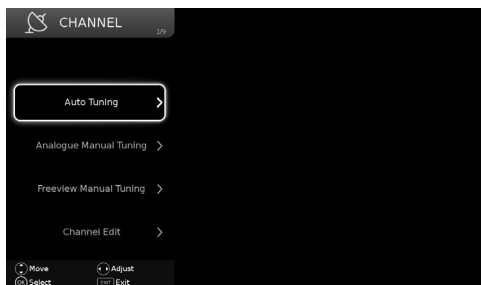 CHANNEL
1/9
Auto Tuning
Analogue Manual Tuning
Freeview Manual Tuning
Channel Edit
Move Adjust
OK Select EXIT Exit